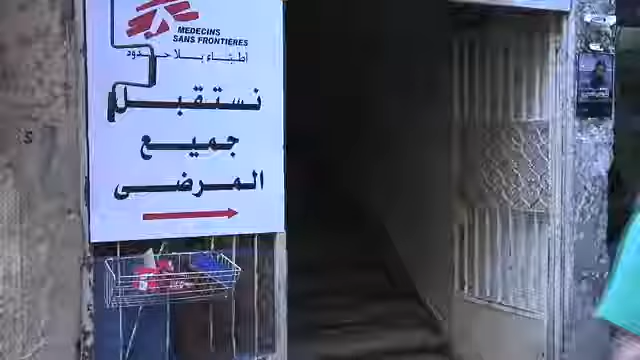 MEDECINS
SANS FRONTIERES
أطباء بلا حدود
نستقبل
جميع
المرضى